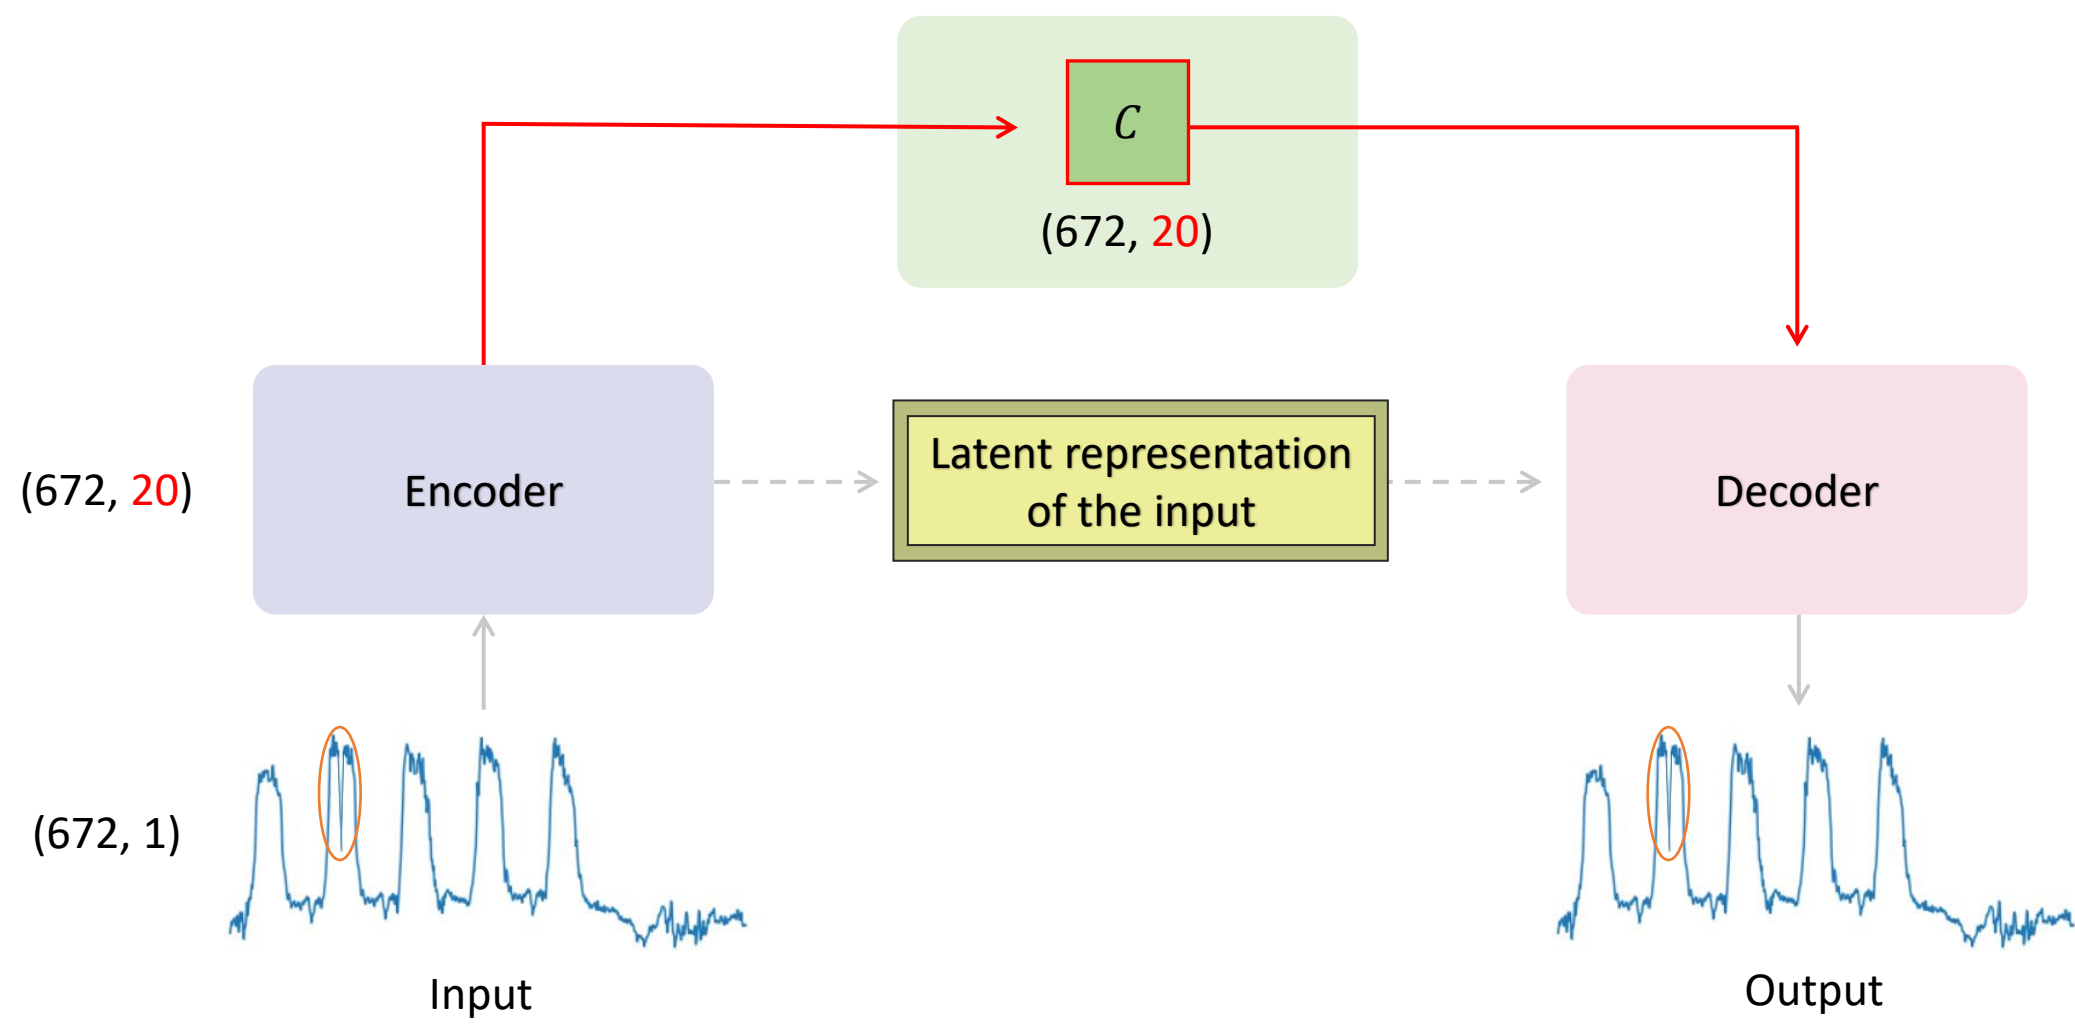 C
(672, 20)
Latent representation
of the input
(672, 20)
Encoder
Decoder
(672, 1)
Input
Output